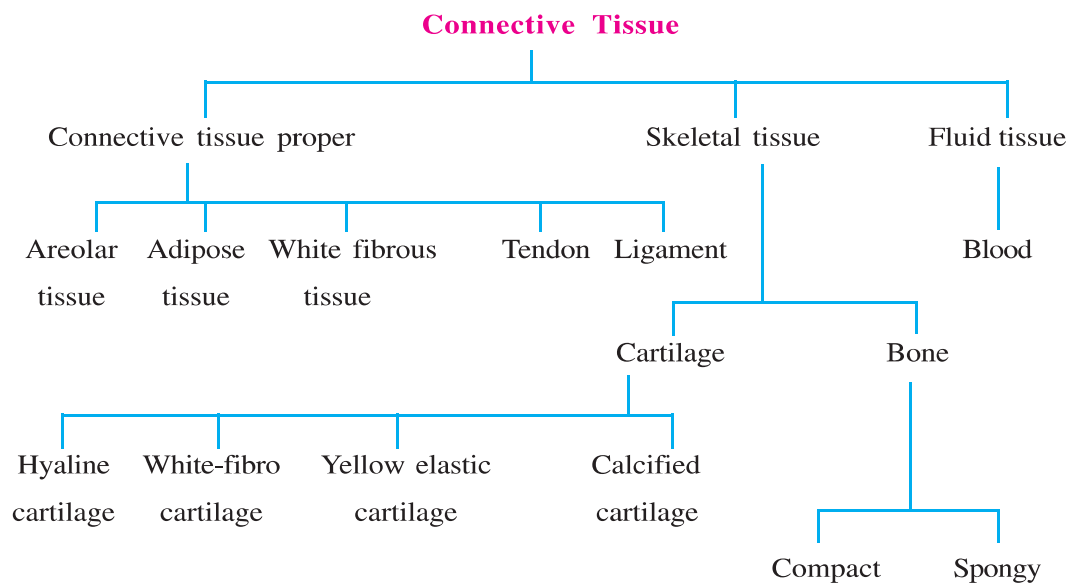 Connective Tissue
Connective tissue proper
Skeletal tissue
Fluid tissue
Areolar
tissue
Adipose
tissue
White fibrous
tissue
Tendon
Ligament
Blood
Cartilage
Bone
Hyaline
cartilage
White-fibro
cartilage
Yellow elastic
cartilage
Calcified
cartilage
Compact
Spongy